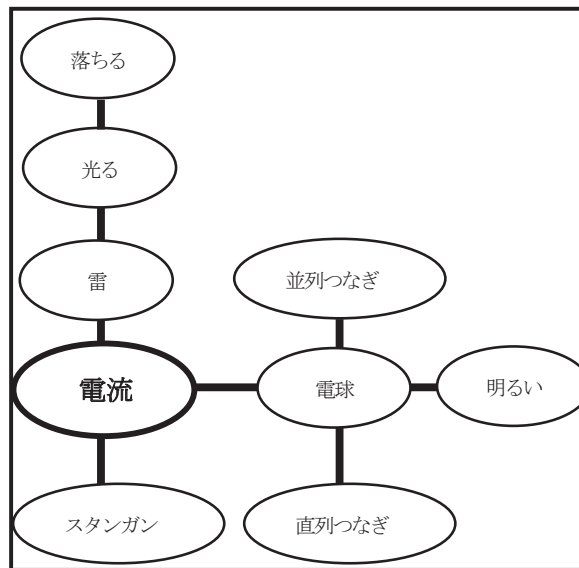 落ちる
光る
雷
並列つなぎ
電流
電球
明るい
スタンガン
直列つなぎ